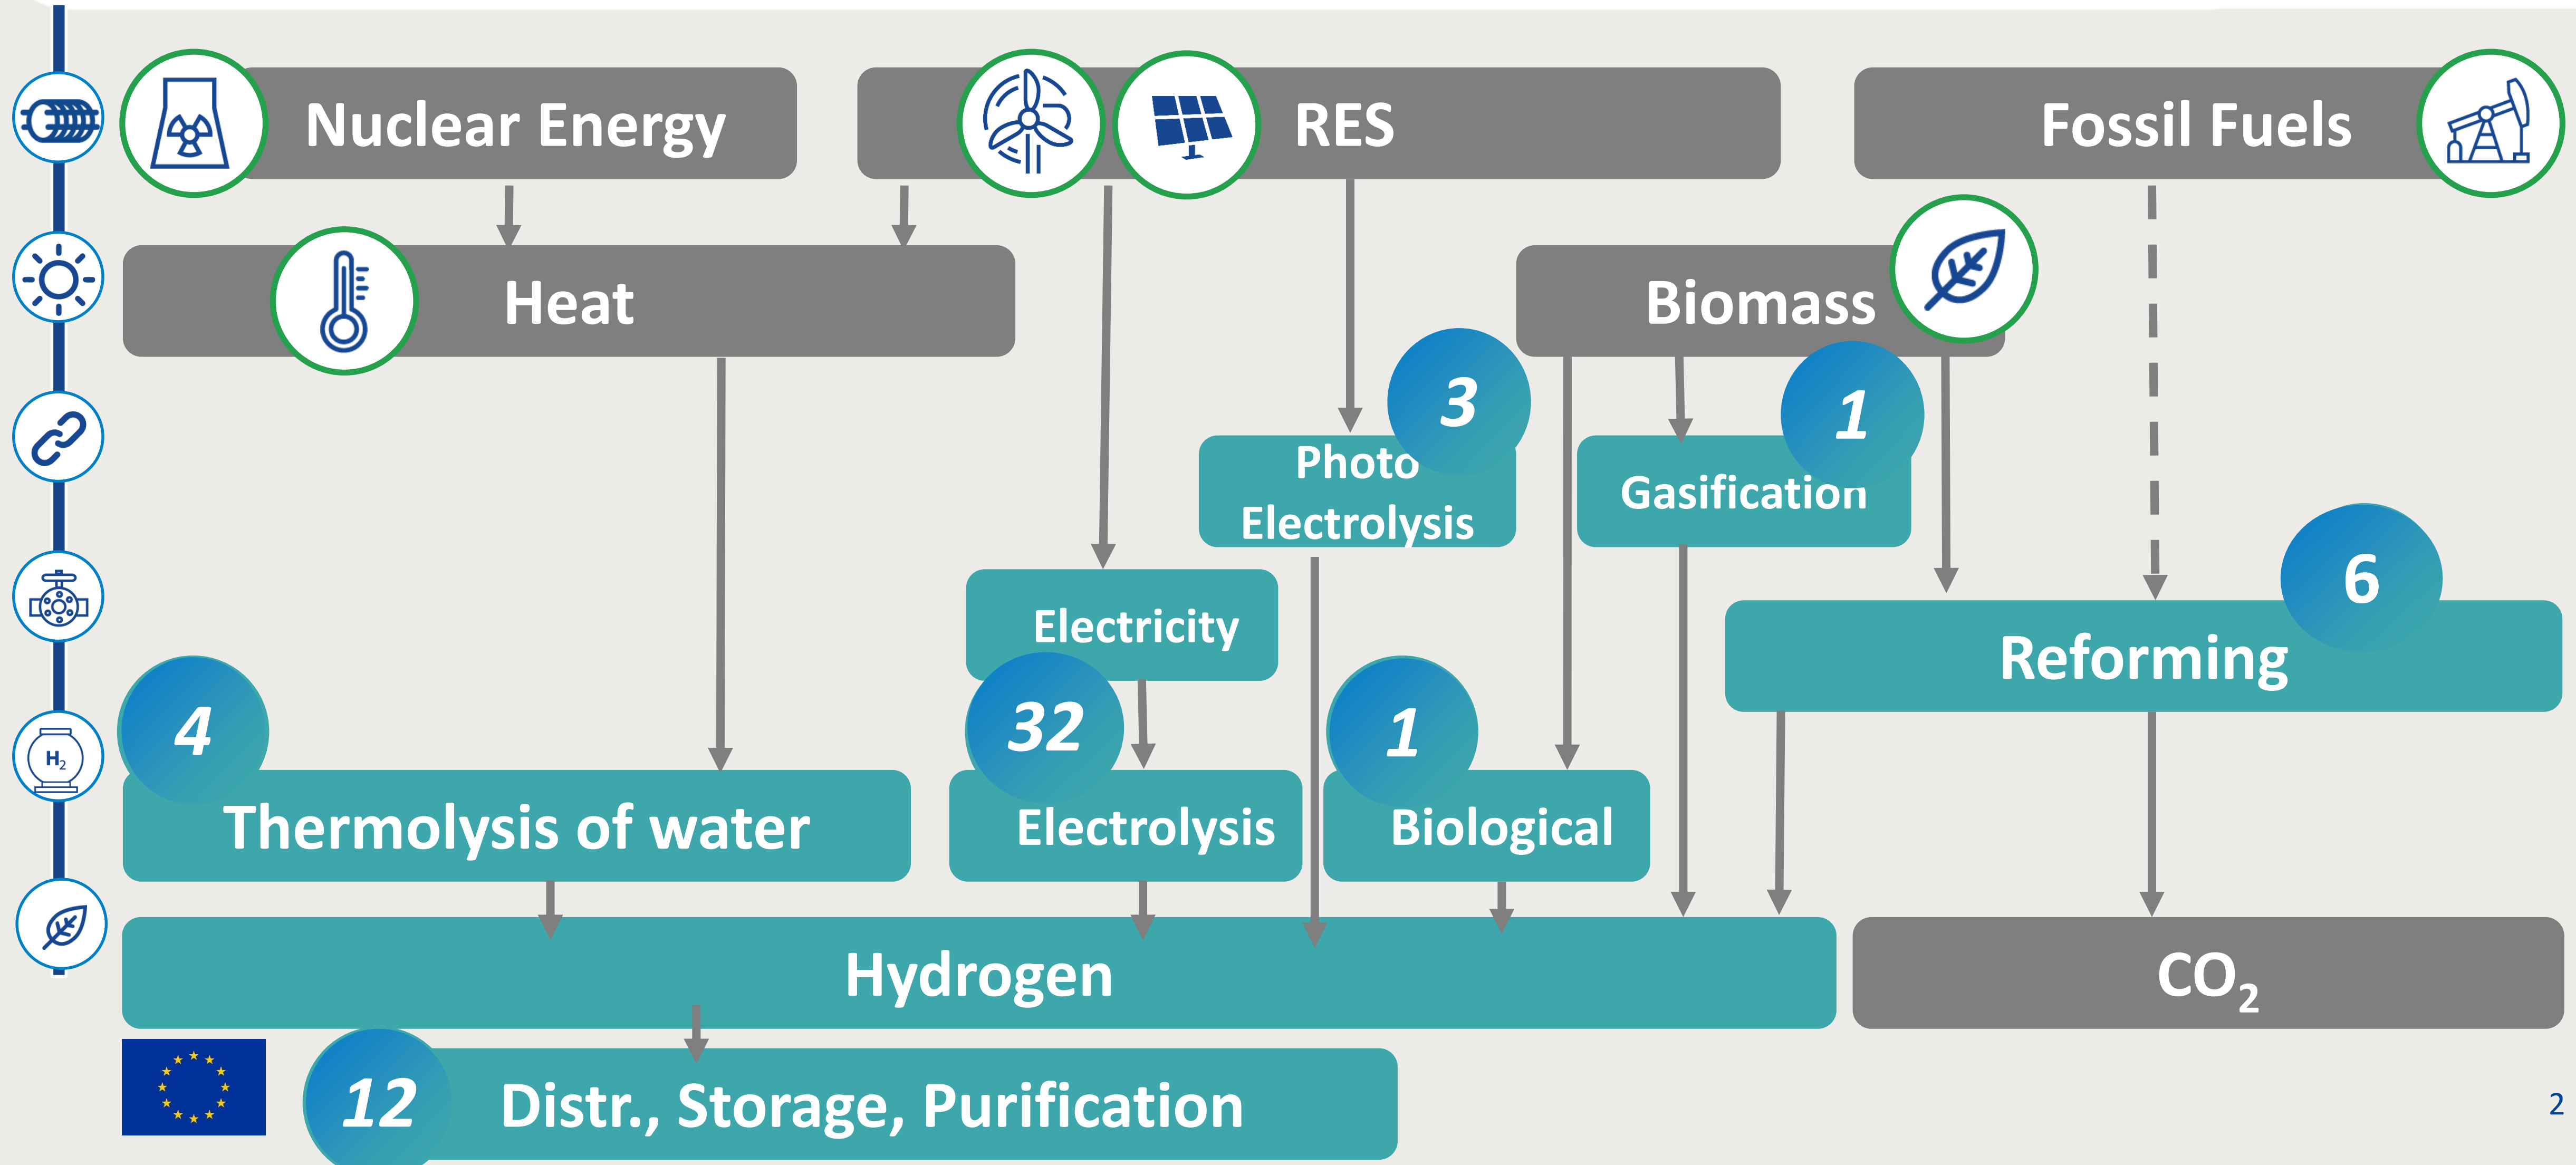 Nuclear Energy
RES
Fossil Fuels
Heat
Biomass
3
1
Photo
Electrolysis
Gasification
6
Electricity
Reforming
4
32
1
H2
Thermolysis of water
Electrolysis
Biological
Hydrogen
CO2
12
Distr., Storage, Purification
2